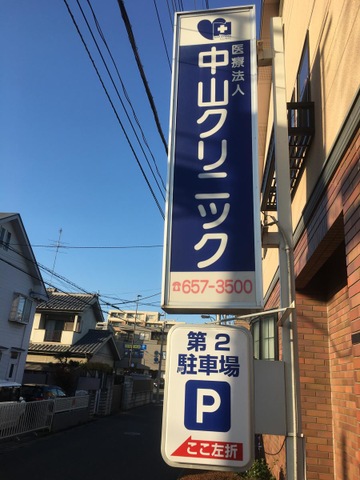 医療法人
中山クリニック
☎657-3500
第2
駐車場
P
ここ左折